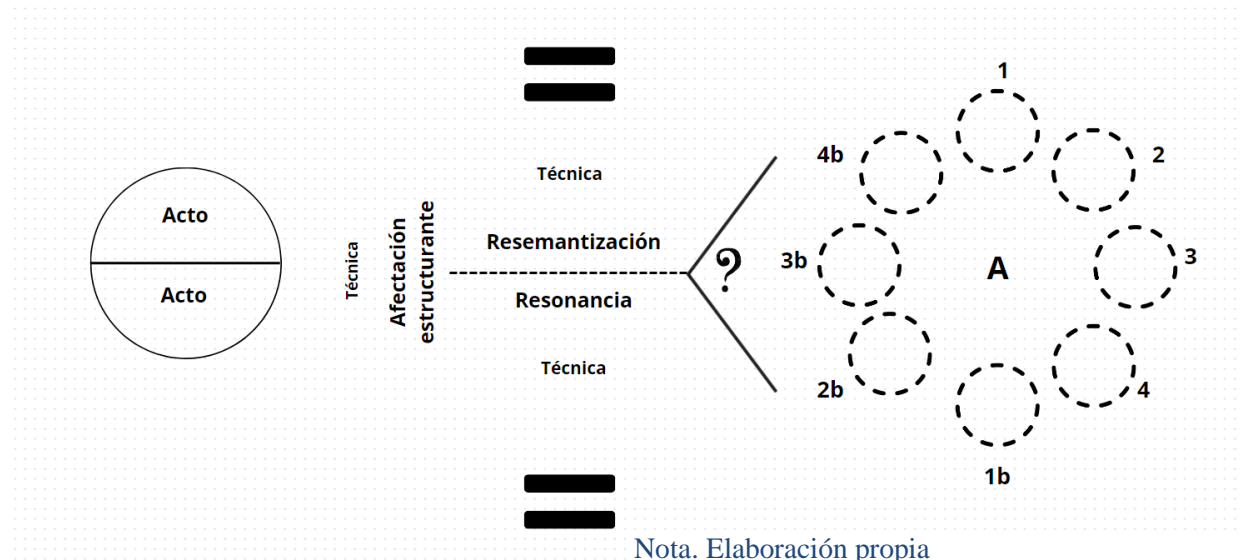 Acto
Acto
Técnica
Afectación
estructurante
Técnica
Resemantización
Resonancia
Técnica
?
1
2
3
4
1b
2b
3b
4b
A
Nota. Elaboración propia